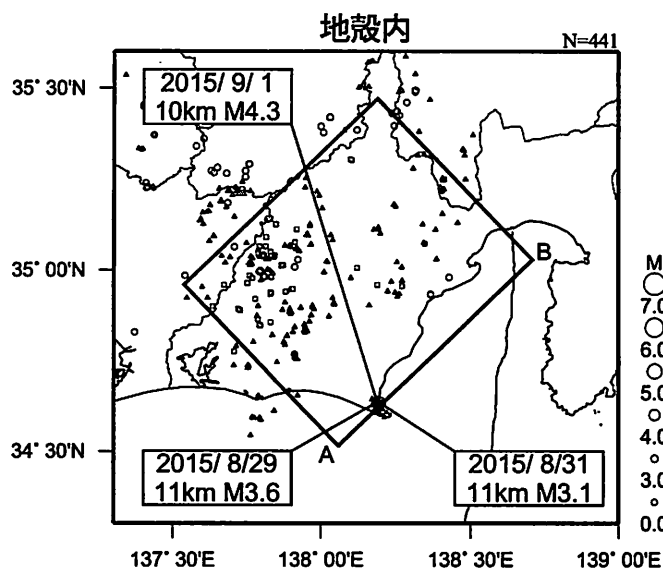 地殻内
N=441
35° 30'N
2015/ 9/ 1
10km M4.3
B
35° 00'N
M
7.0
6.0
5.0
4.0
3.0
0.0
34° 30'N
A
2015/ 8/29
11km M3.6
2015/ 8/31
11km M3.1
137° 30'E
138° 00'E
138° 30'E
139° 00'E